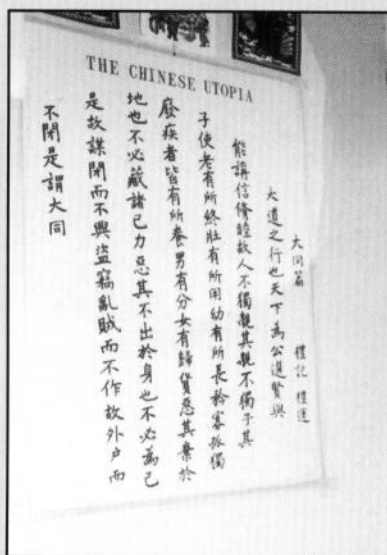 THE CHINESE UTOPIA
大同篇 禮記 禮運
大道之行也天下為公選賢與
能講信脩睦故人不獨親其親不獨子其
子使老有所終壯有所用幼有所長矜寡孤獨
廢疾者皆有所養男有分女有歸貨惡其棄於
地也不必藏諸己力惡其不出於身也不必為己
是故謀閉而不興盜竊亂賊而不作故外户而
不閉是謂大同